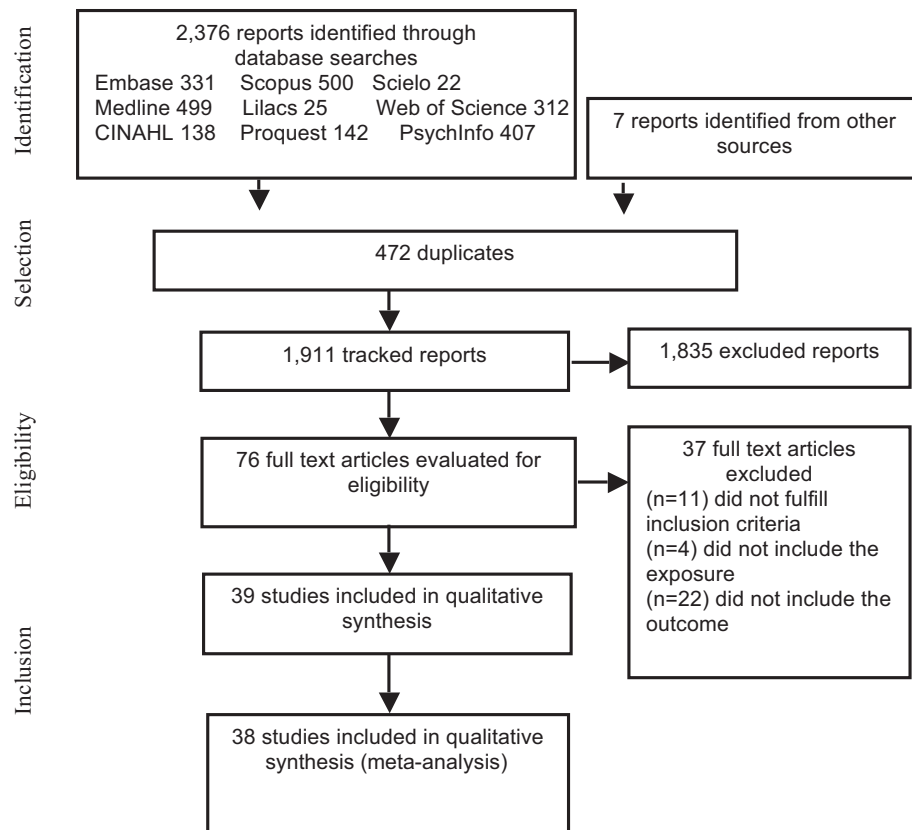 Identification
2,376 reports identified through
database searches
Embase 331 Scopus 500 Scielo 22
Medline 499 Lilacs 25 Web of Science 312
CINAHL 138 Proquest 142 PsychInfo 407
7 reports identified from other
sources
Selection
472 duplicates
1,911 tracked reports
1,835 excluded reports
Eligibility
76 full text articles evaluated for
eligibility
37 full text articles
excluded
(n=11) did not fulfill
inclusion criteria
(n=4) did not include the
exposure
(n=22) did not include the
outcome
Inclusion
39 studies included in qualitative
synthesis
38 studies included in qualitative
synthesis (meta-analysis)